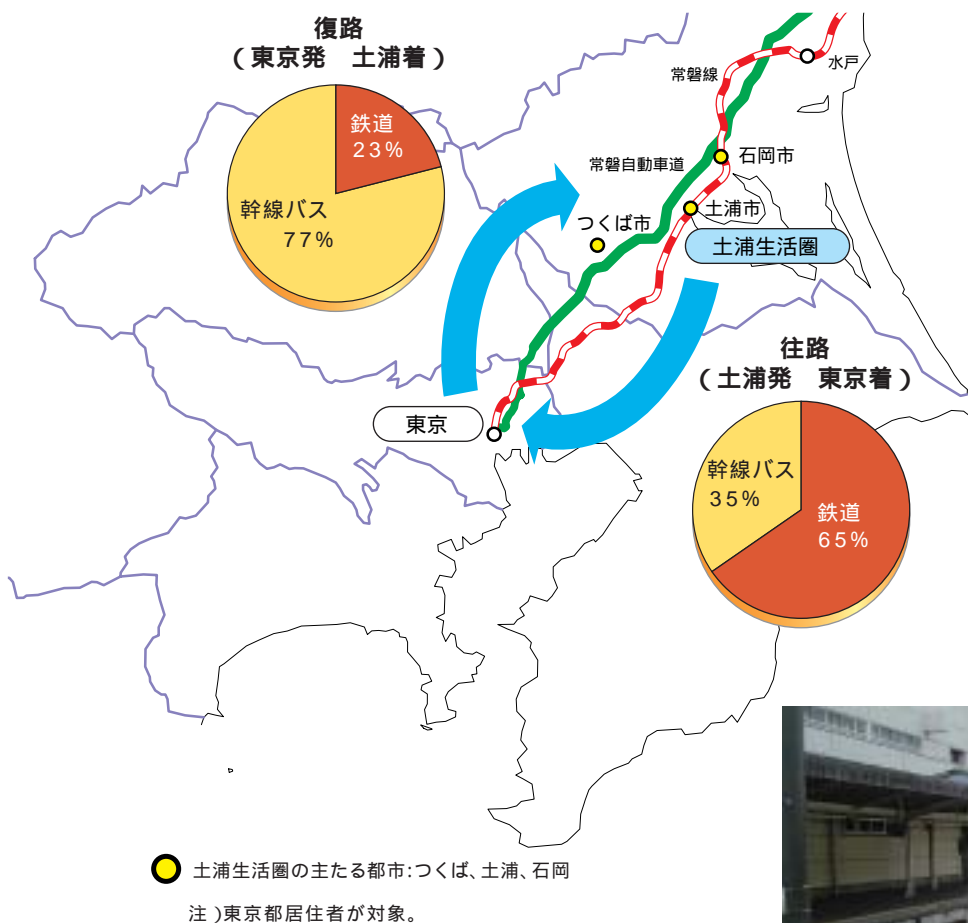 復路
(東京発 土浦着)
鉄道
23%
幹線バス
77%
常磐線
水戸
常磐自動車道
石岡市
土浦市
つくば市
土浦生活圏
東京
往路
(土浦発 東京着)
幹線バス
35%
鉄道
65%
土浦生活圏の主たる都市:つくば、土浦、石岡
注)東京都居住者が対象。